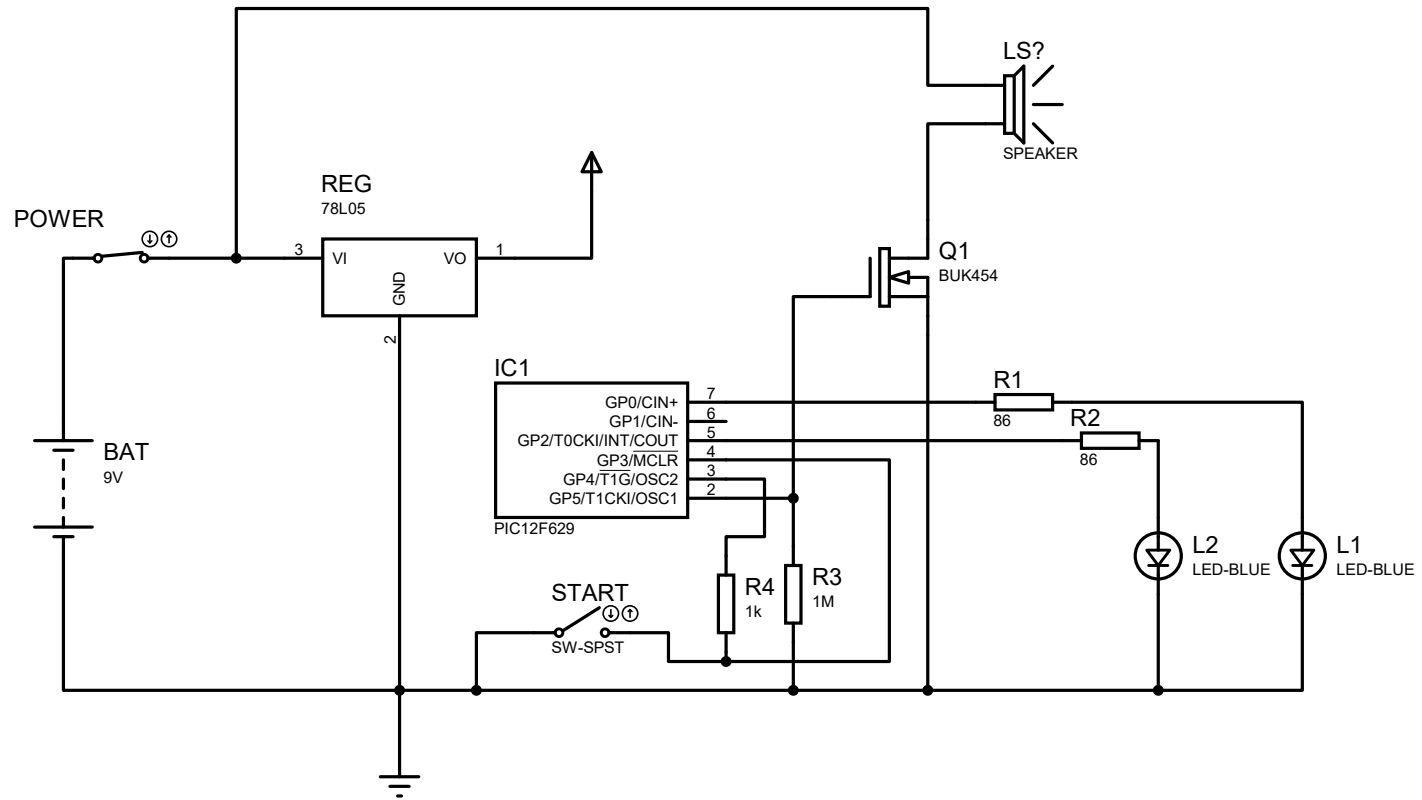 LS?
SPEAKER
REG
78L05
POWER
3
VI
VO
1
GND
2
Q1
BUK454
IC1
GP0/CIN+
7
GP1/CIN-
6
GP2/T0CKI/INT/COUT
5
GP3/MCLR
4
GP4/T1G/OSC2
3
GP5/T1CKI/OSC1
2
PIC12F629
R1
86
R2
86
BAT
9V
L2
LED-BLUE
L1
LED-BLUE
START
SW-SPST
R4
1k
R3
1M